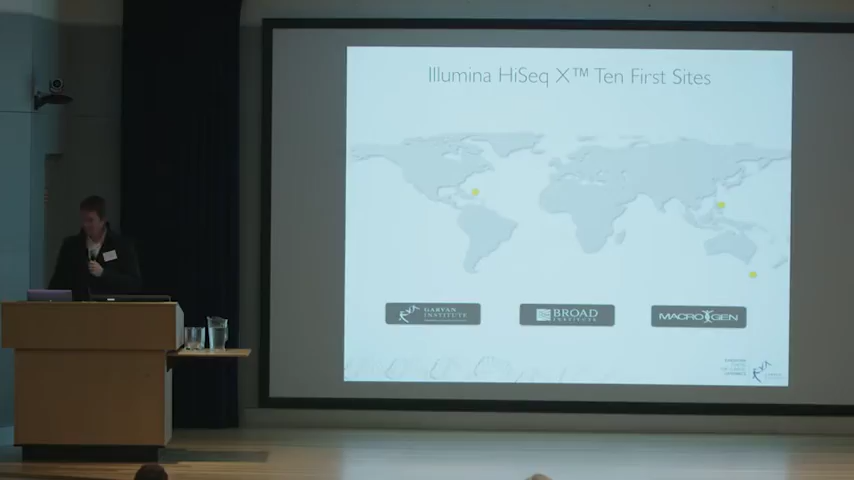 Illumina HiSeq X™ Ten First Sites
GARVAN
INSTITUTE
BROAD
INSTITUTE
MACROGEN